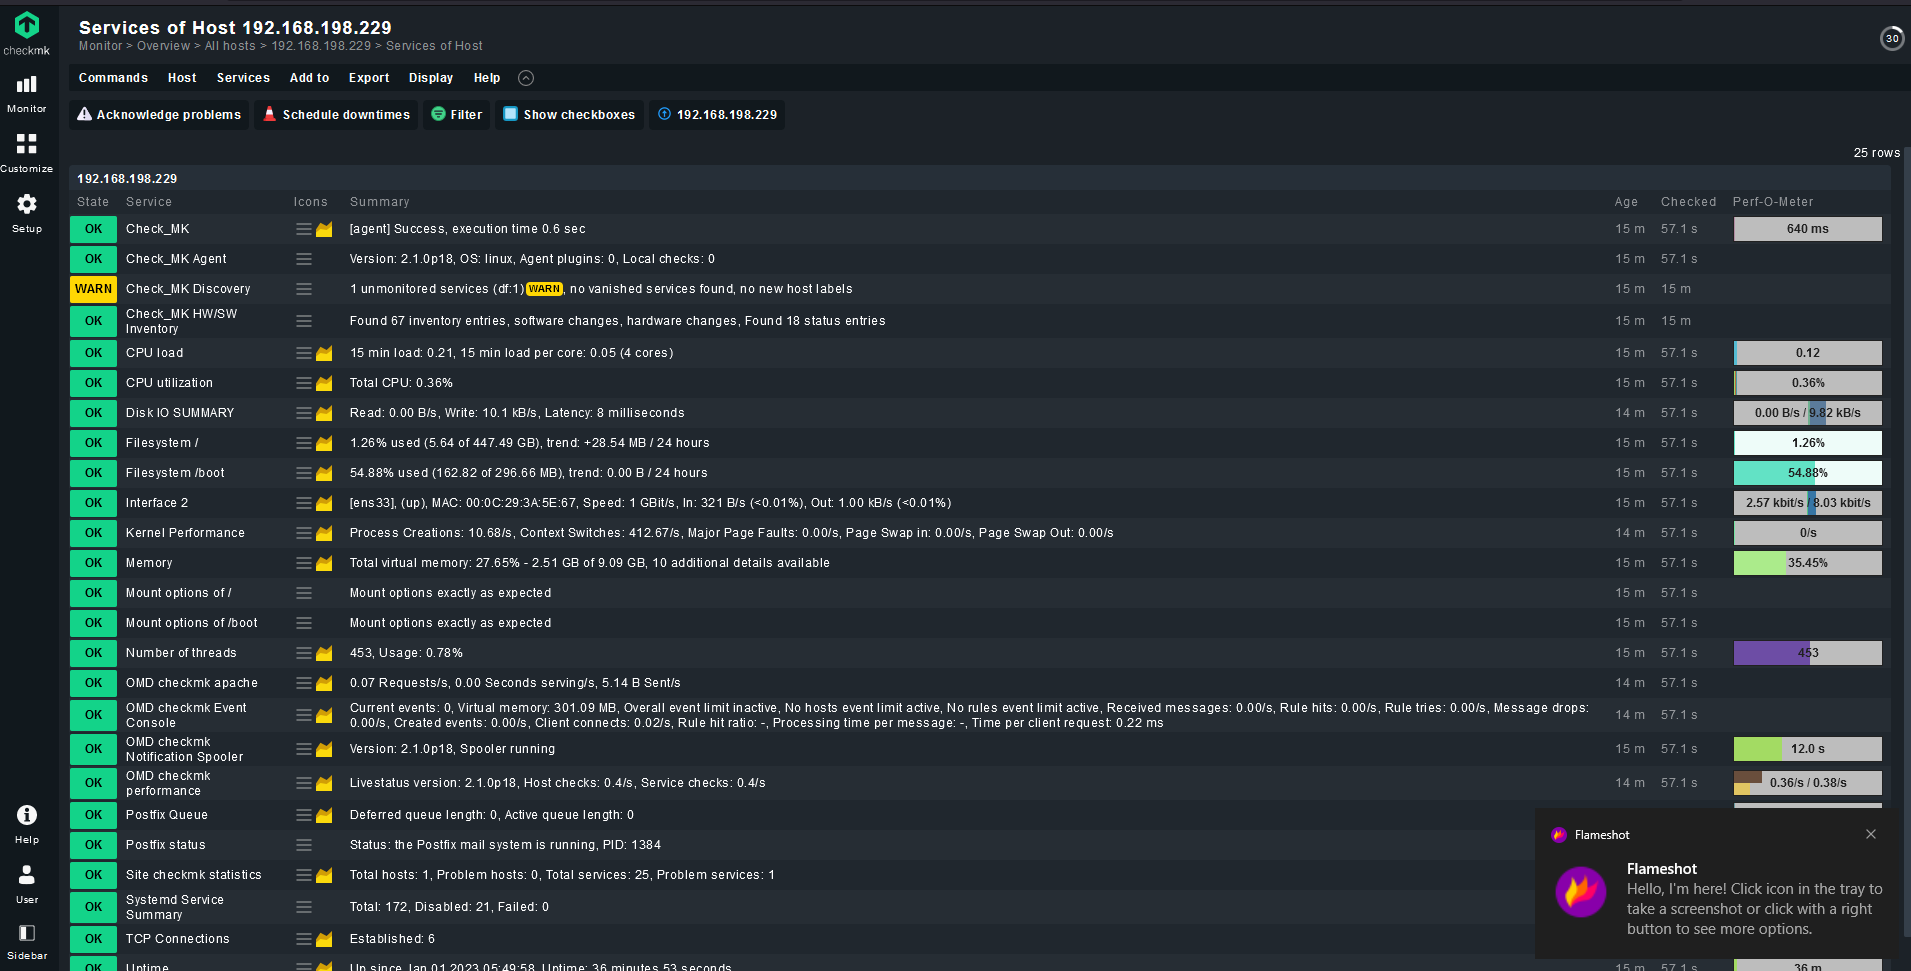 checkmk
Monitor
Customize
Setup
Help
User
Sidebar
Services of Host 192.168.198.229
Monitor > Overview > All hosts > 192.168.198.229 > Services of Host
30
Commands Host Services Add to Export Display Help
Acknowledge problems Schedule downtimes Filter Show checkboxes 192.168.198.229
25 rows
192.168.198.229
State Service Icons Summary Age Checked Perf-O-Meter
OK Check_MK [agent] Success, execution time 0.6 sec 15 m 57.1 s 640 ms
OK Check_MK Agent Version: 2.1.0p18, OS: linux, Agent plugins: 0, Local checks: 0 15 m 57.1 s
WARN Check_MK Discovery 1 unmonitored services (df:1) WARN, no vanished services found, no new host labels 15 m 15 m
OK Check_MK HW/SW
Inventory Found 67 inventory entries, software changes, hardware changes, Found 18 status entries 15 m 15 m
OK CPU load 15 min load: 0.21, 15 min load per core: 0.05 (4 cores) 15 m 57.1 s 0.12
OK CPU utilization Total CPU: 0.36% 15 m 57.1 s 0.36%
OK Disk IO SUMMARY Read: 0.00 B/s, Write: 10.1 kB/s, Latency: 8 milliseconds 14 m 57.1 s 0.00 B/s / 9.82 kB/s
OK Filesystem / 1.26% used (5.64 of 447.49 GB), trend: +28.54 MB / 24 hours 15 m 57.1 s 1.26%
OK Filesystem /boot 54.88% used (162.82 of 296.66 MB), trend: 0.00 B / 24 hours 15 m 57.1 s 54.88%
OK Interface 2 [ens33], (up), MAC: 00:0C:29:3A:5E:67, Speed: 1 GBit/s, In: 321 B/s (<0.01%), Out: 1.00 kB/s (<0.01%) 15 m 57.1 s 2.57 kbit/s / 8.03 kbit/s
OK Kernel Performance Process Creations: 10.68/s, Context Switches: 412.67/s, Major Page Faults: 0.00/s, Page Swap in: 0.00/s, Page Swap Out: 0.00/s 14 m 57.1 s 0/s
OK Memory Total virtual memory: 27.65% - 2.51 GB of 9.09 GB, 10 additional details available 15 m 57.1 s 35.45%
OK Mount options of / Mount options exactly as expected 15 m 57.1 s
OK Mount options of /boot Mount options exactly as expected 15 m 57.1 s
OK Number of threads 453, Usage: 0.78% 15 m 57.1 s 453
OK OMD checkmk apache 0.07 Requests/s, 0.00 Seconds serving/s, 5.14 B Sent/s 14 m 57.1 s
OK OMD checkmk Event
Console Current events: 0, Virtual memory: 301.09 MB, Overall event limit inactive, No hosts event limit active, No rules event limit active, Received messages: 0.00/s, Rule hits: 0.00/s, Rule tries: 0.00/s, Message drops:
0.00/s, Created events: 0.00/s, Client connects: 0.02/s, Rule hit ratio: -, Processing time per message: -, Time per client request: 0.22 ms 14 m 57.1 s
OK OMD checkmk
Notification Spooler Version: 2.1.0p18, Spooler running 15 m 57.1 s 12.0 s
OK OMD checkmk
performance Livestatus version: 2.1.0p18, Host checks: 0.4/s, Service checks: 0.4/s 14 m 57.1 s 0.36/s / 0.38/s
OK Postfix Queue Deferred queue length: 0, Active queue length: 0
OK Postfix status Status: the Postfix mail system is running, PID: 1384
OK Site checkmk statistics Total hosts: 1, Problem hosts: 0, Total services: 25, Problem services: 1
OK Systemd Service
Summary Total: 172, Disabled: 21, Failed: 0
OK TCP Connections Established: 6
OK Uptime Up since Jan 01 2023 05:49:58, Uptime: 36 minutes 53 seconds 15 m 57.1 s 36 m
Flameshot
Flameshot
Hello, I'm here! Click icon in the tray to
take a screenshot or click with a right
button to see more options.